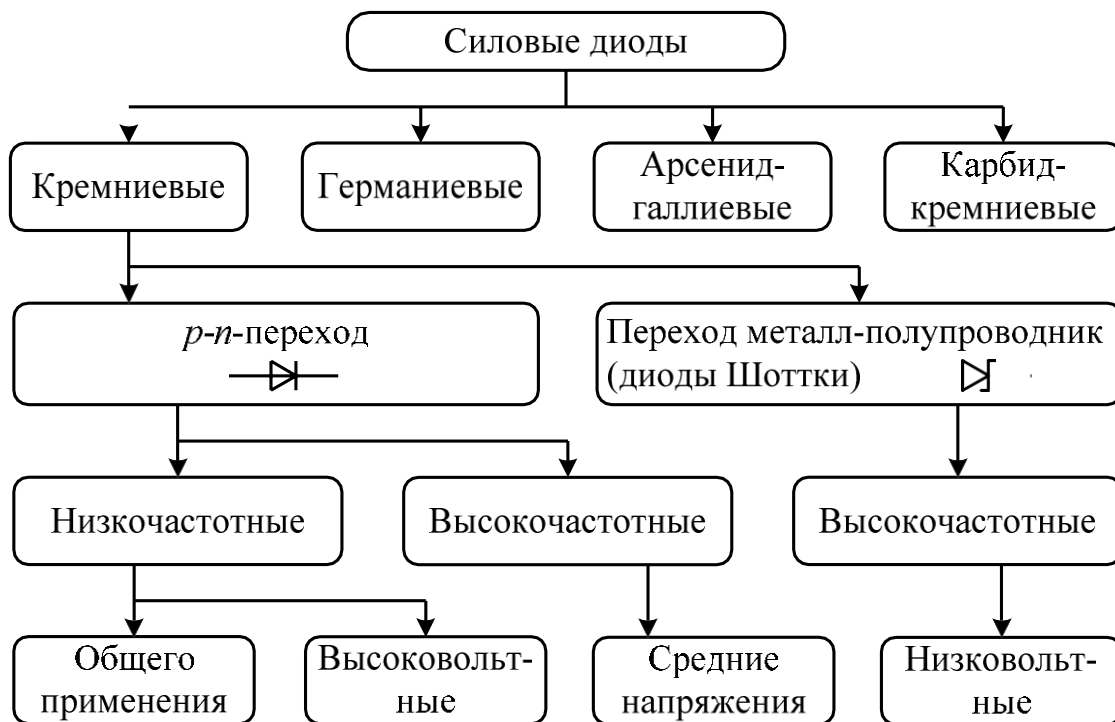 Силовые диоды
Кремниевые
Германиевые
Арсенид-
галлиевые
Карбид-
кремниевые
p-n-переход
Переход металл-полупроводник
(диоды Шоттки)
Низкочастотные
Высокочастотные
Высокочастотные
Общего
применения
Высоковольт-
ные
Средние
напряжения
Низковольт-
ные